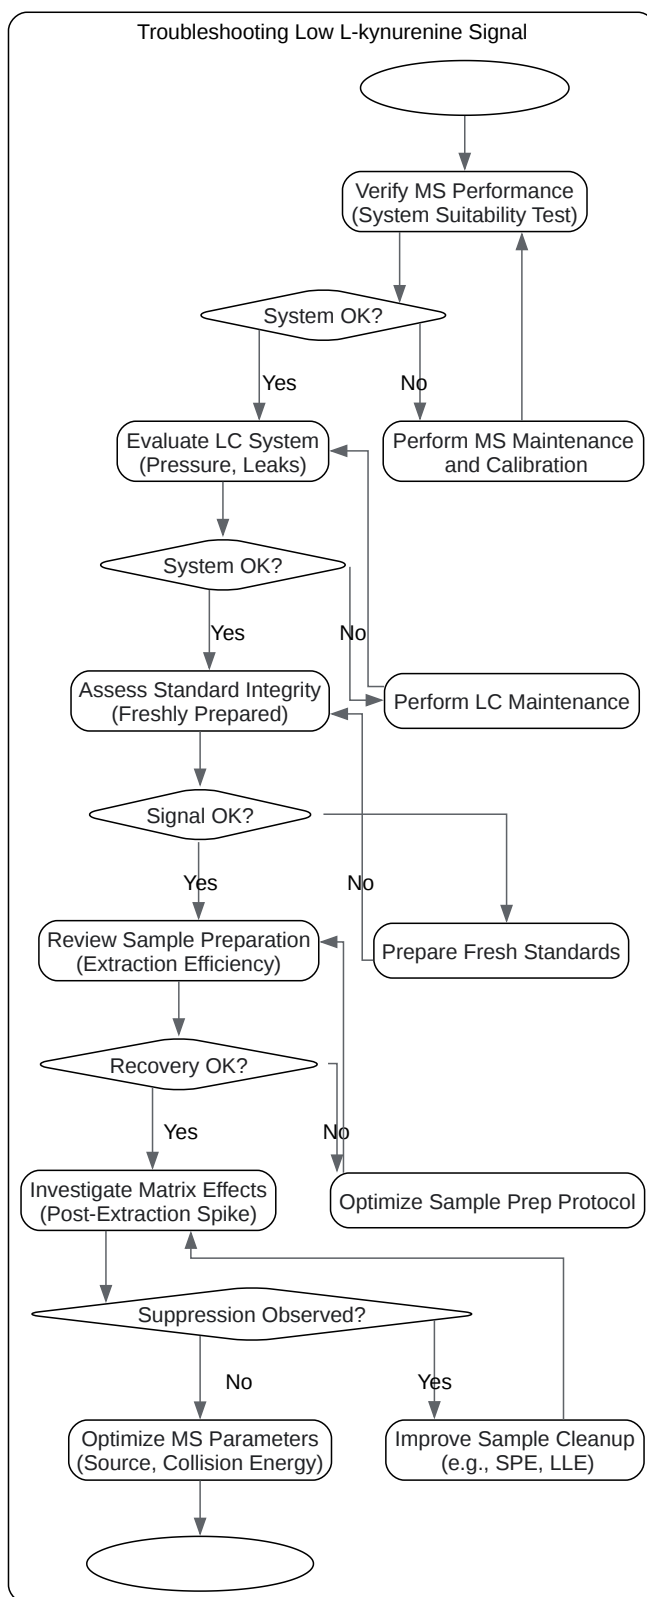 Troubleshooting Low L-kynurenine Signal
Verify MS Performance
(System Suitability Test)
System OK?
Yes
No
Evaluate LC System
(Pressure, Leaks)
Perform MS Maintenance
and Calibration
System OK?
Yes
No
Assess Standard Integrity
(Freshly Prepared)
Perform LC Maintenance
Signal OK?
Yes
No
Review Sample Preparation
(Extraction Efficiency)
Prepare Fresh Standards
Recovery OK?
Yes
No
Investigate Matrix Effects
(Post-Extraction Spike)
Optimize Sample Prep Protocol
Suppression Observed?
No
Yes
Optimize MS Parameters
(Source, Collision Energy)
Improve Sample Cleanup
(e.g., SPE, LLE)